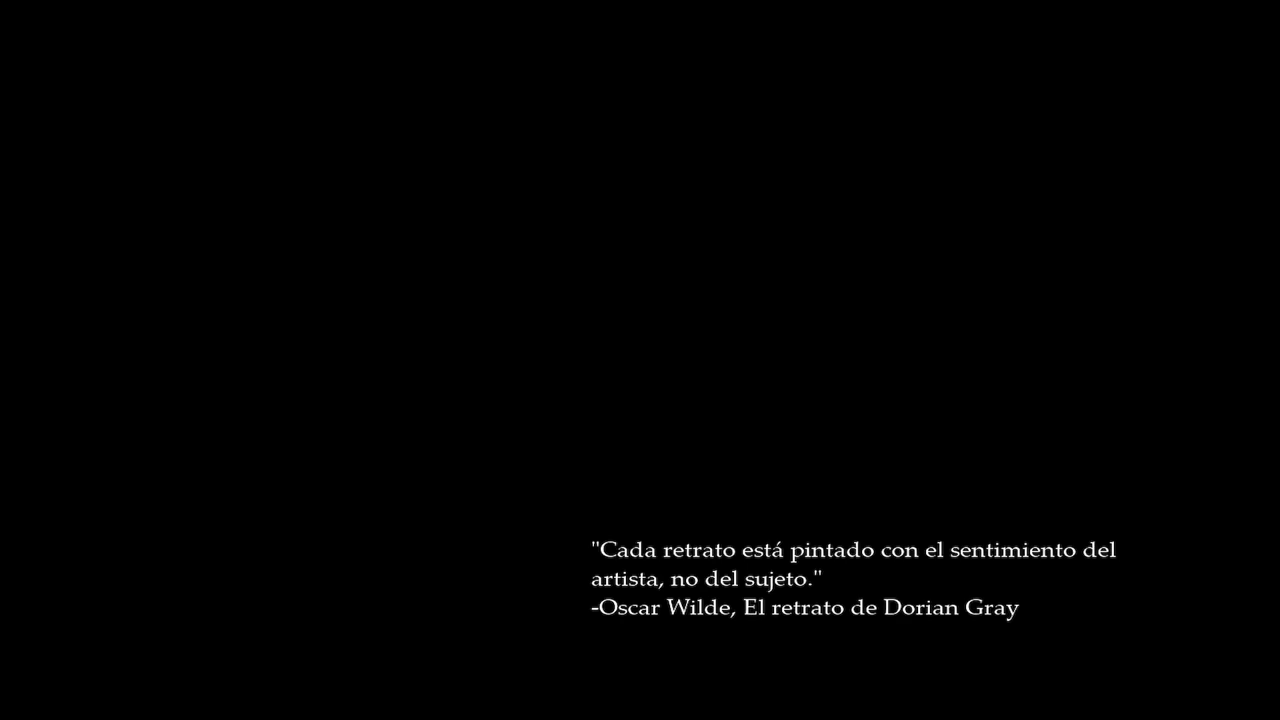 "Cada retrato está pintado con el sentimiento del
artista, no del sujeto."
-Oscar Wilde, El retrato de Dorian Gray